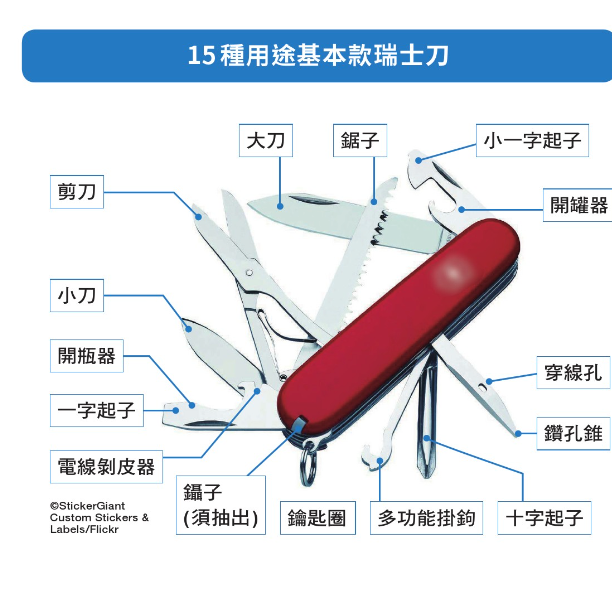 15種用途基本款瑞士刀
大刀
鋸子
小一字起子
剪刀
開罐器
小刀
開瓶器
穿線孔
一字起子
鑽孔錐
電線剝皮器
鑷子
(須抽出)
鑰匙圈
多功能掛鉤
十字起子
©StickerGiant
Custom Stickers &
Labels/Flickr